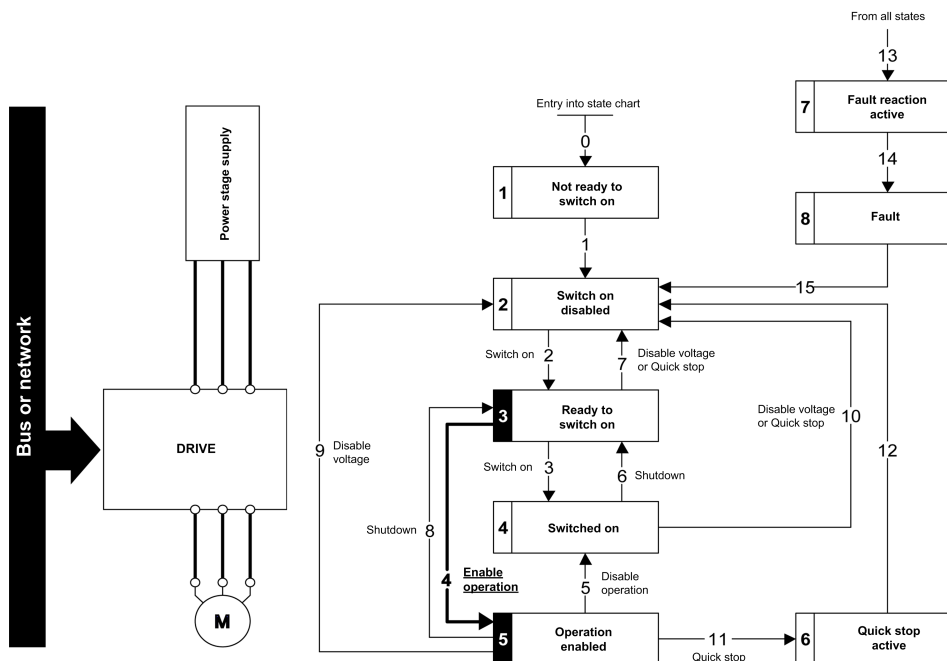 From all states
13
7
Fault reaction
active
14
8
Fault
15
Entry into state chart
0
1
Not ready to
switch on
1
2
Switch on
disabled
Switch on
2
7
Disable voltage
or Quick stop
3
Ready to
switch on
Switch on
3
6
Shutdown
4
Switched on
Disable voltage
or Quick stop
10
12
9
Disable
voltage
Shutdown
8
4
Enable
operation
5
Disable
operation
5
Operation
enabled
11
Quick stop
6
Quick stop
active
Bus or network
Power stage supply
DRIVE
M